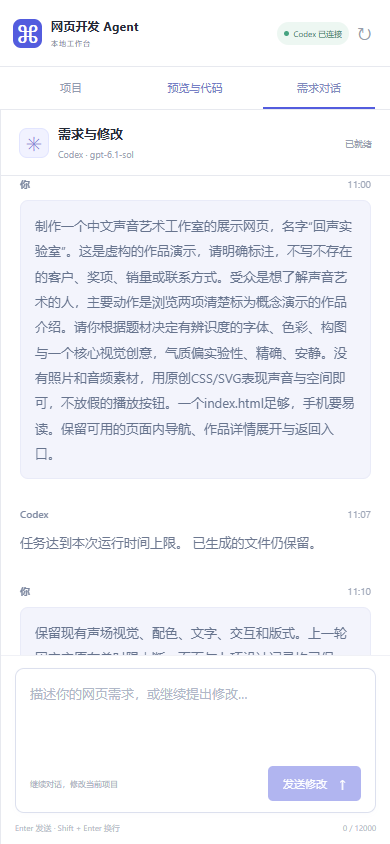 网页开发 Agent
本地工作台
Codex 已连接
项目
预览与代码
需求对话
需求与修改
Codex · gpt-6.1-sol
已就绪
你
11:00
制作一个中文声音艺术工作室的展示网页，名字“回声实
验室”。这是虚构的作品演示，请明确标注，不写不存在
的客户、奖项、销量或联系方式。受众是想了解声音艺
术的人，主要动作是浏览两项清楚标为概念演示的作品
介绍。请你根据题材决定有辨识度的字体、色彩、构图
与一个核心视觉创意，气质偏实验性、精确、安静。没
有照片和音频素材，用原创CSS/SVG表现声音与空间即
可，不放假的播放按钮。一个index.html足够，手机要易
读。保留可用的页面内导航、作品详情展开与返回入
口。
Codex
11:07
任务达到本次运行时间上限。 已生成的文件仍保留。
你
11:10
保留现有声场视觉、配色、文字、交互和版式。上一轮
描述你的网页需求，或继续提出修改...
继续对话，修改当前项目
发送修改 ↑
Enter 发送 · Shift + Enter 换行
0 / 12000